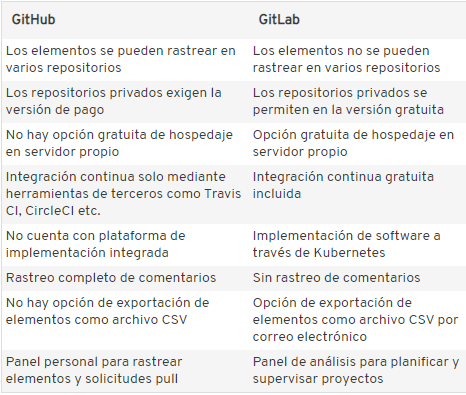 GitHub GitLab
Los elementos se pueden rastrear en Los elementos no se pueden
varios repositorios rastrear en varios repositorios
Los repositorios privados exigen la Los repositorios privados se
versión de pago permiten en la versión gratuita
No hay opción gratuita de hospedaje Opción gratuita de hospedaje en
en servidor propio servidor propio
Integración continua solo mediante Integración continua gratuita
herramientas de terceros como Travis incluida
CI, CircleCI etc.
No cuenta con plataforma de Implementación de software a
implementación integrada través de Kubernetes
Rastreo completo de comentarios Sin rastreo de comentarios
No hay opción de exportación de Opción de exportación de
elementos como archivo CSV elementos como archivo CSV por
correo electrónico
Panel personal para rastrear Panel de análisis para planificar y
elementos y solicitudes pull supervisar proyectos